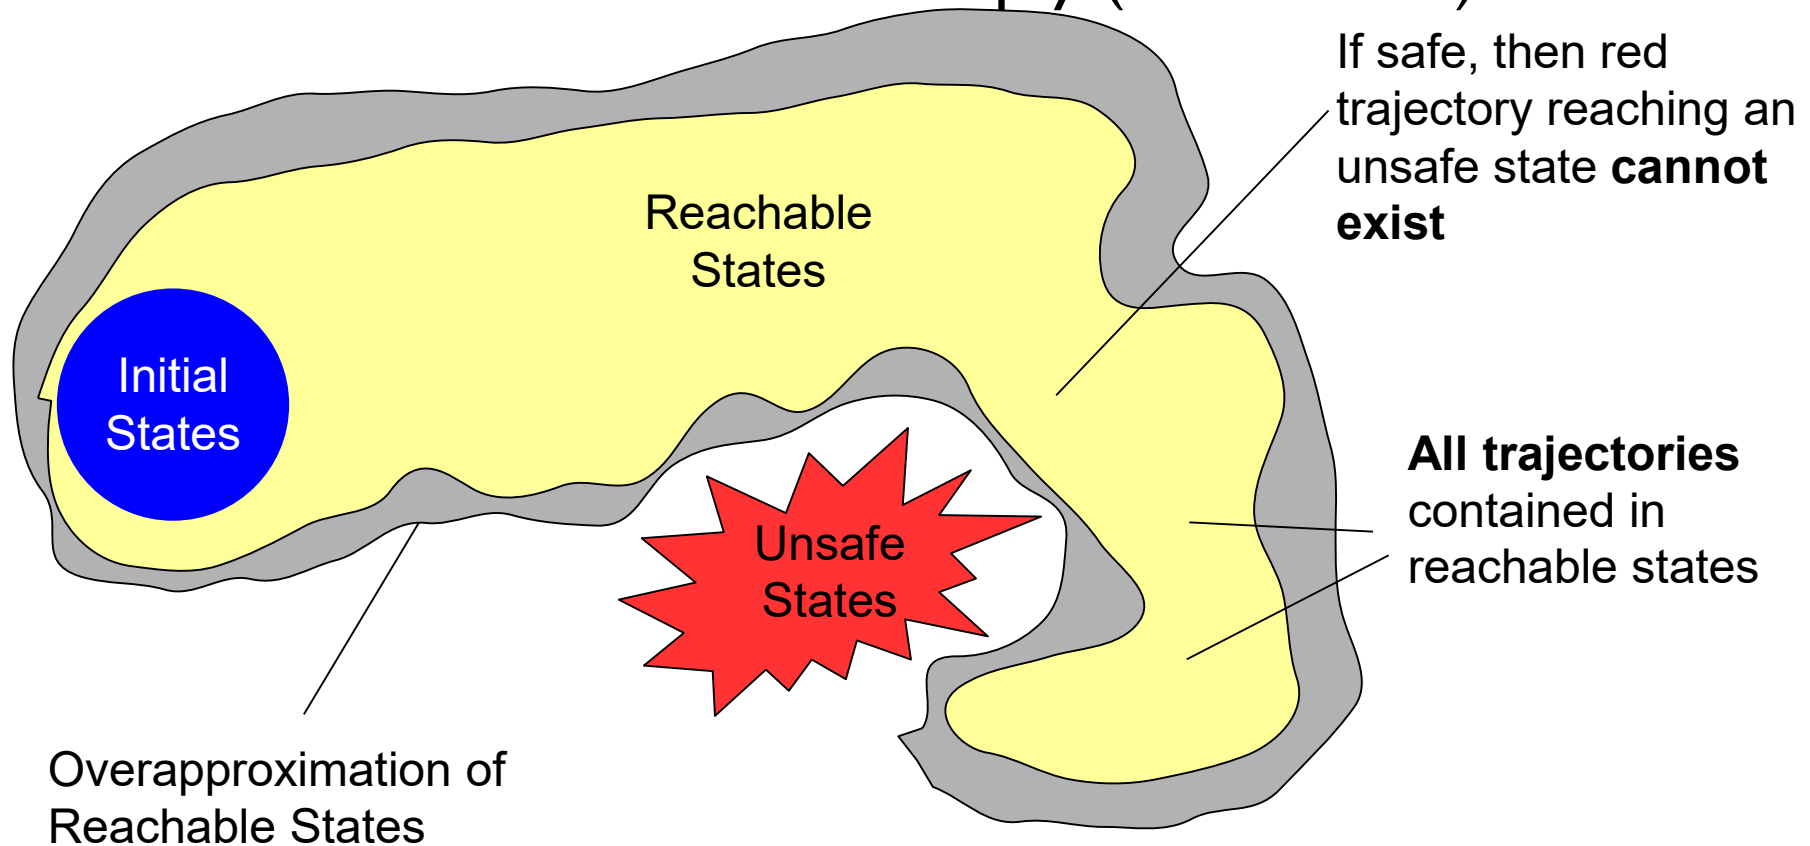 If safe, then red
trajectory reaching an
unsafe state cannot
exist
Reachable
States
Initial
States
All trajectories
contained in
reachable states
Unsafe
States
Overapproximation of
Reachable States